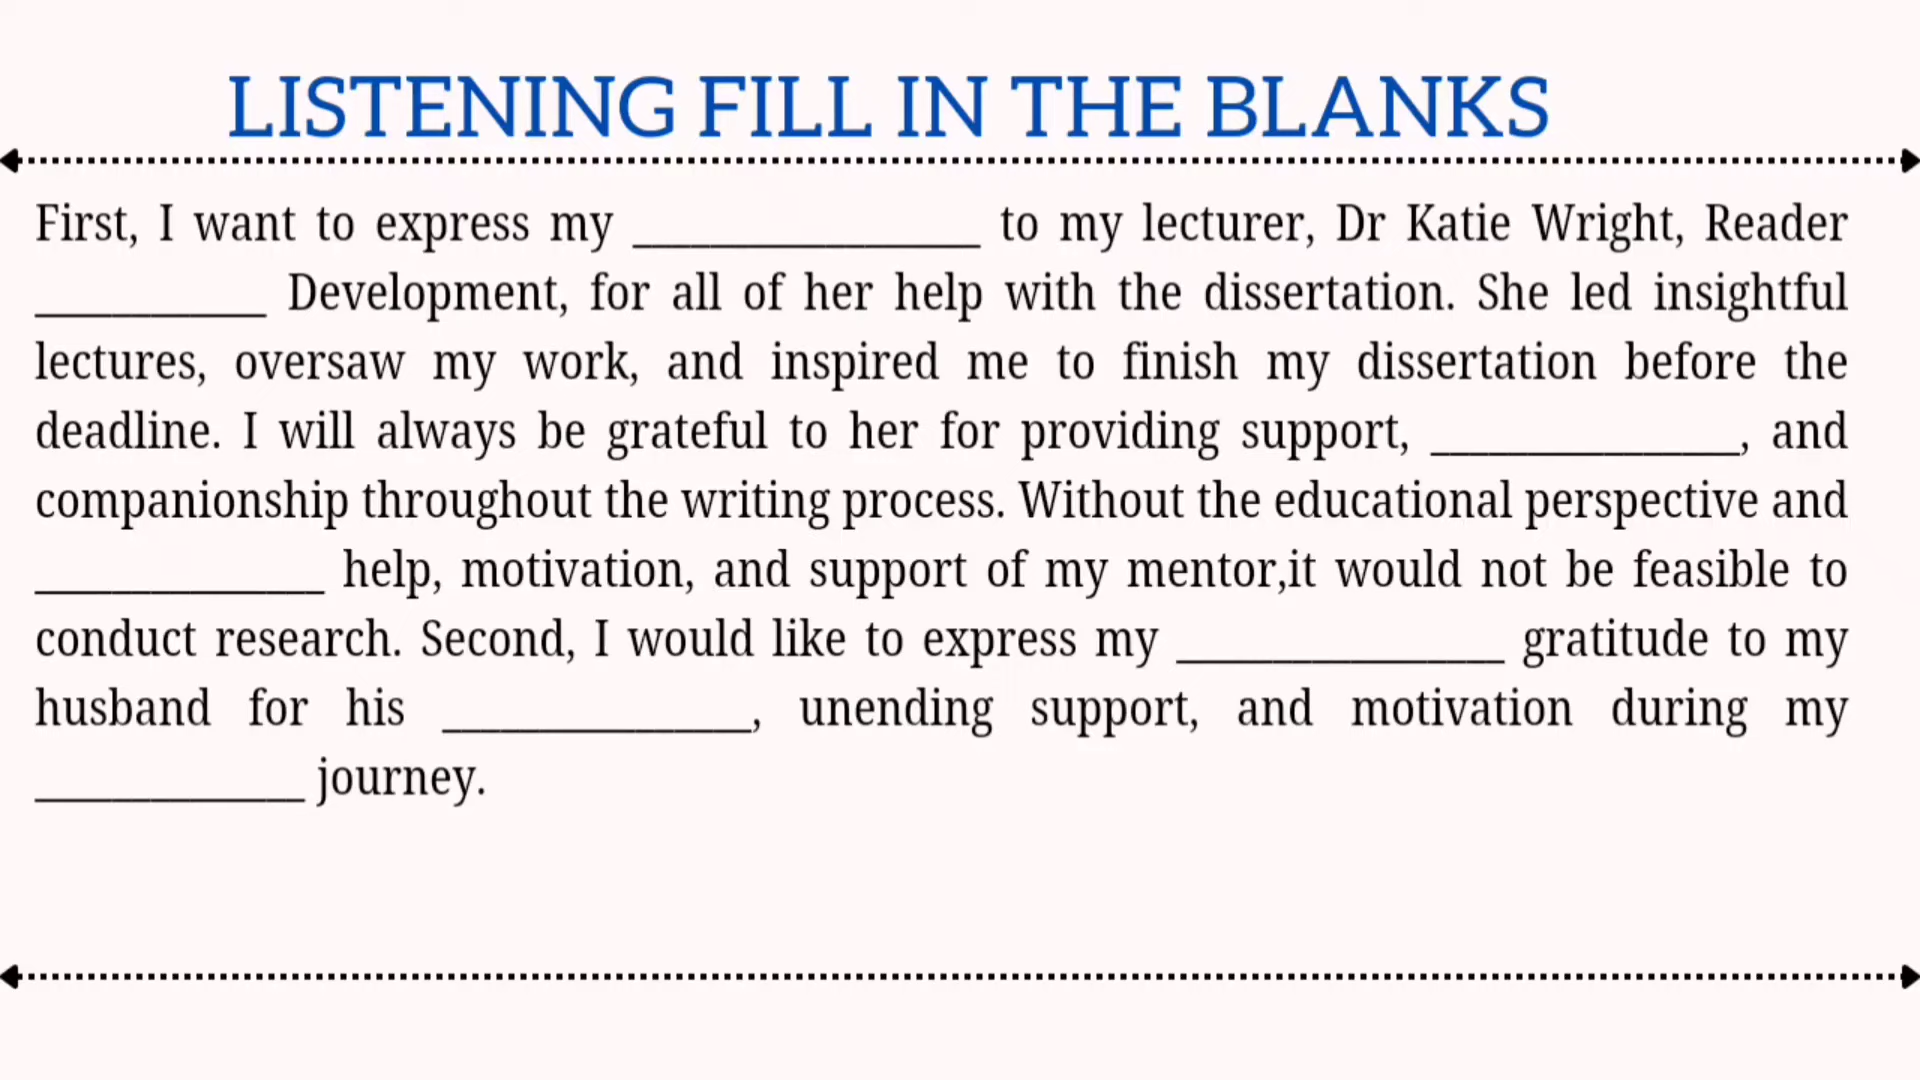 LISTENING FILL IN THE BLANKS
First, I want to express my __________________ to my lecturer, Dr Katie Wright, Reader
____________ Development, for all of her help with the dissertation. She led insightful
lectures, oversaw my work, and inspired me to finish my dissertation before the
deadline. I will always be grateful to her for providing support, ________________, and
companionship throughout the writing process. Without the educational perspective and
_______________ help, motivation, and support of my mentor,it would not be feasible to
conduct research. Second, I would like to express my _________________ gratitude to my
husband for his ________________, unending support, and motivation during my
______________ journey.